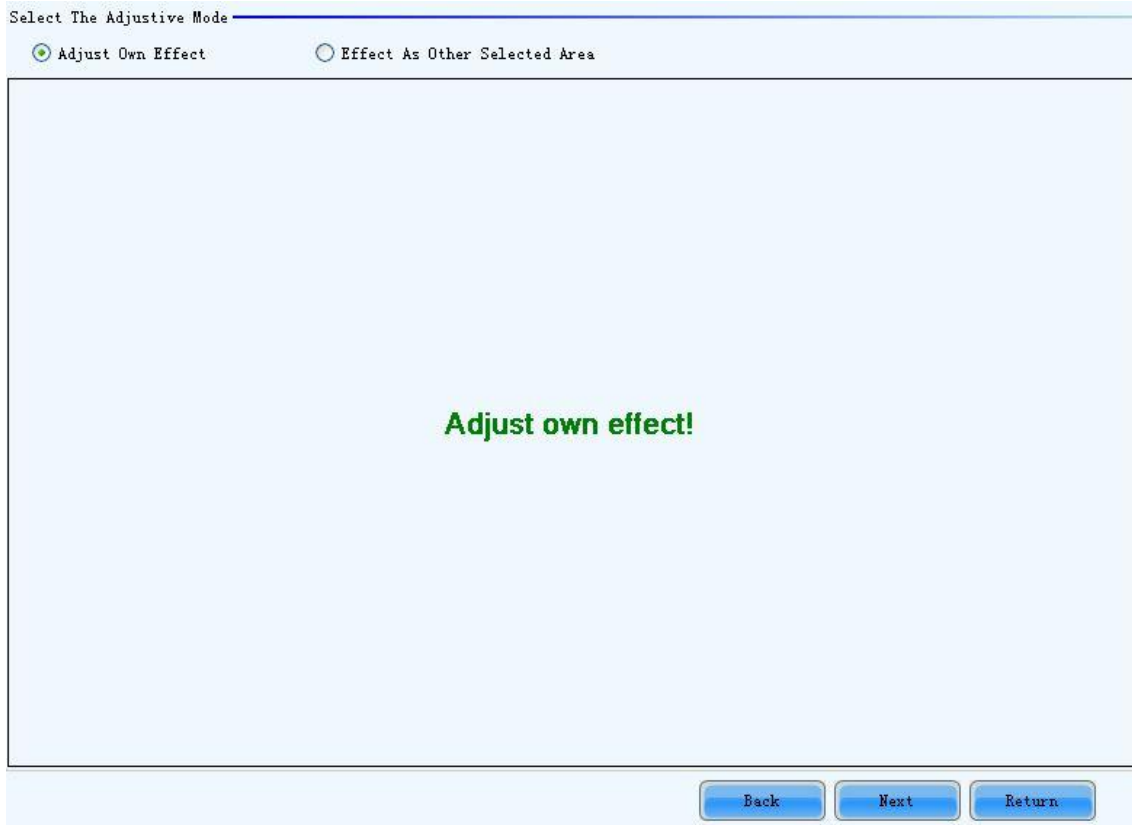 Select The Adjustive Mode
Adjust Own Effect Effect As Other Selected Area
Adjust own effect!
Back Next Return